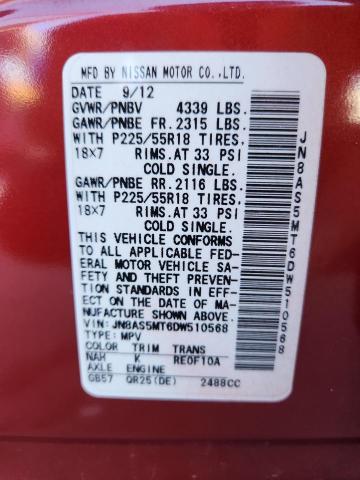 MFD BY NISSAN MOTOR CO.,LTD.
DATE 9/12
GVWR/PNBV 4339 LBS.
GAWR/PNBE FR. 2315 LBS.
WITH P225/55R18 TIRES,
18X7 RIMS.AT 33 PSI
COLD SINGLE.
GAWR/PNBE RR. 2116 LBS.
WITH P225/55R18 TIRES,
18X7 RIMS.AT 33 PSI
COLD SINGLE.
THIS VEHICLE CONFORMS
TO ALL APPLICABLE FED-
ERAL MOTOR VEHICLE SA-
FETY AND THEFT PREVEN-
TION STANDARDS IN EFF-
ECT ON THE DATE OF MA-
NUFACTURE SHOWN ABOVE.
VIN: JN8AS5MT6DW510568
TYPE: MPV
COLOR TRIM TRANS
NAH K RE0F10A
AXLE ENGINE
GB57 QR25(DE) 2488CC
JN8AS5MT6DW510568